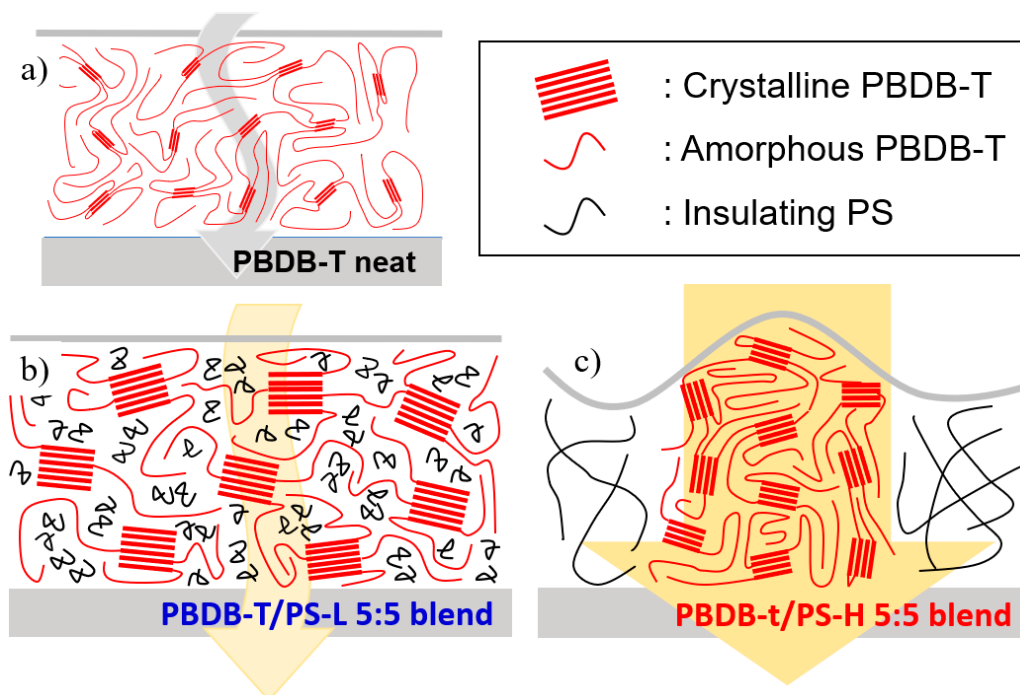 a)
PBDB-T neat
: Crystalline PBDB-T
: Amorphous PBDB-T
: Insulating PS
b)
PBDB-T/PS-L 5:5 blend
c)
PBDB-t/PS-H 5:5 blend